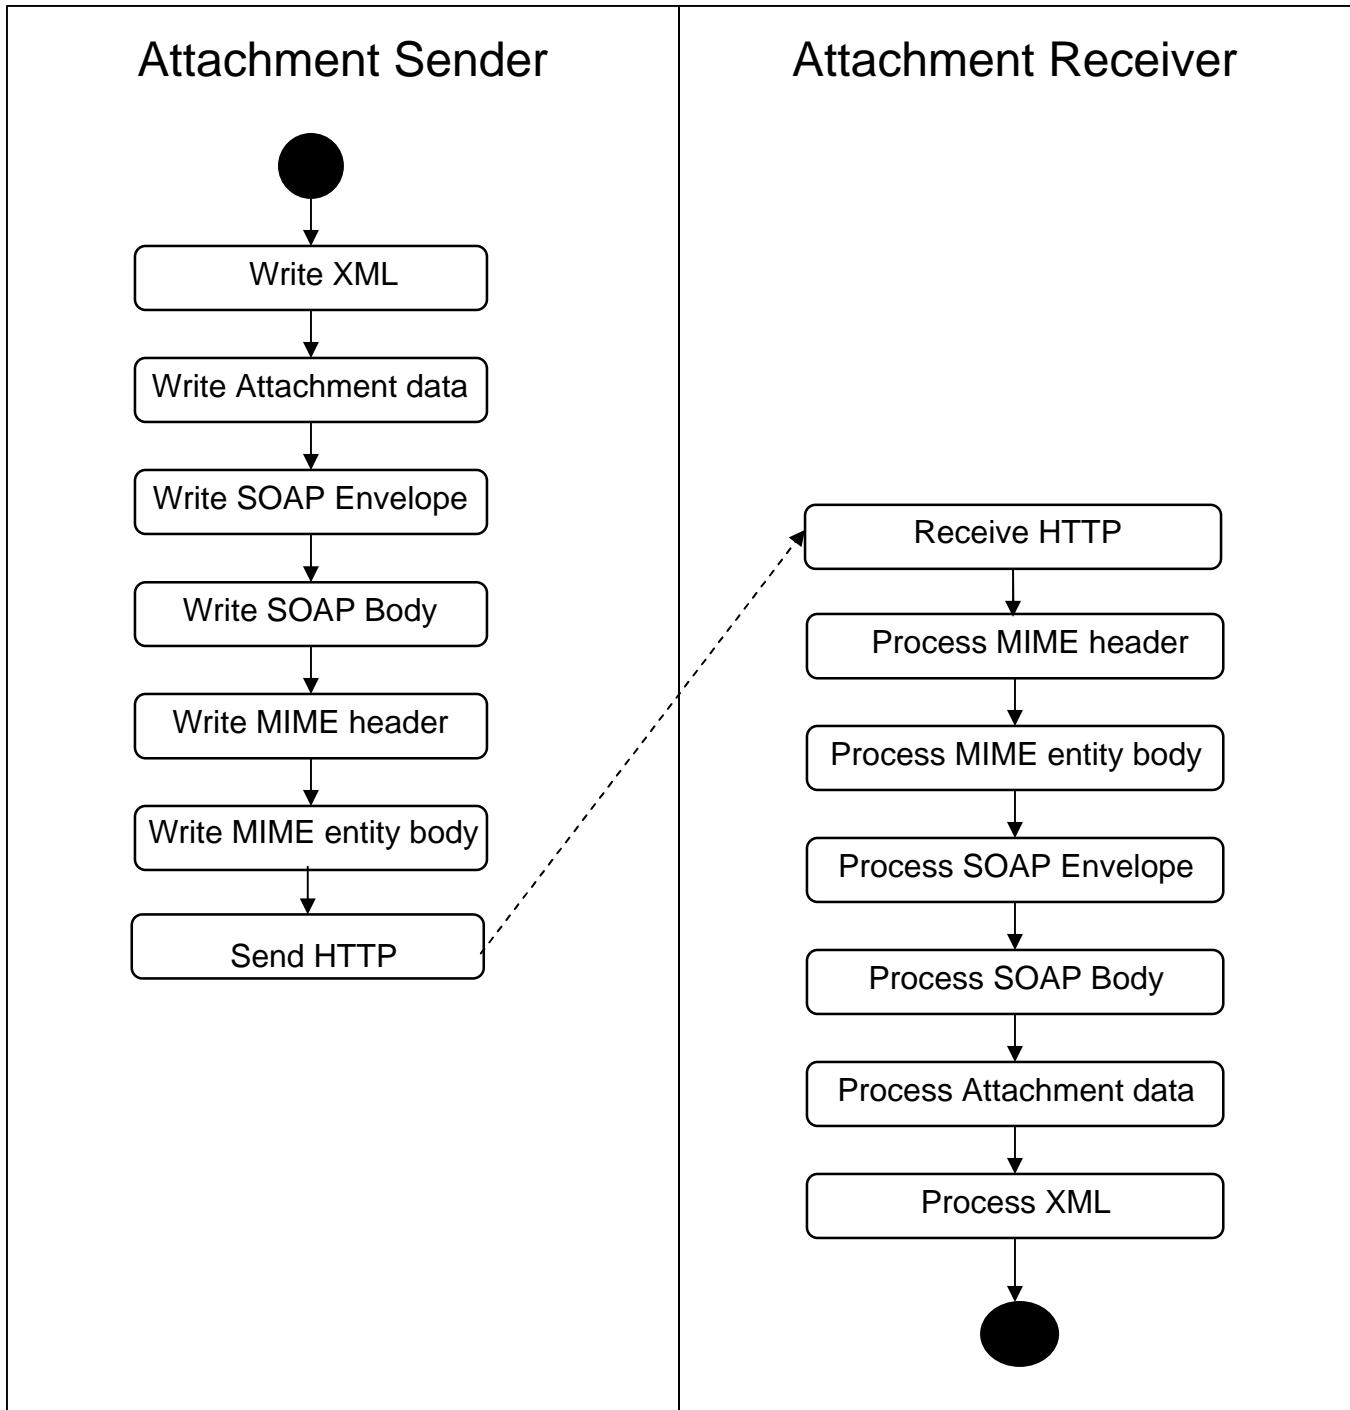 Attachment Sender
Write XML
Write Attachment data
Write SOAP Envelope
Write SOAP Body
Write MIME header
Write MIME entity body
Send HTTP
Attachment Receiver
Receive HTTP
Process MIME header
Process MIME entity body
Process SOAP Envelope
Process SOAP Body
Process Attachment data
Process XML